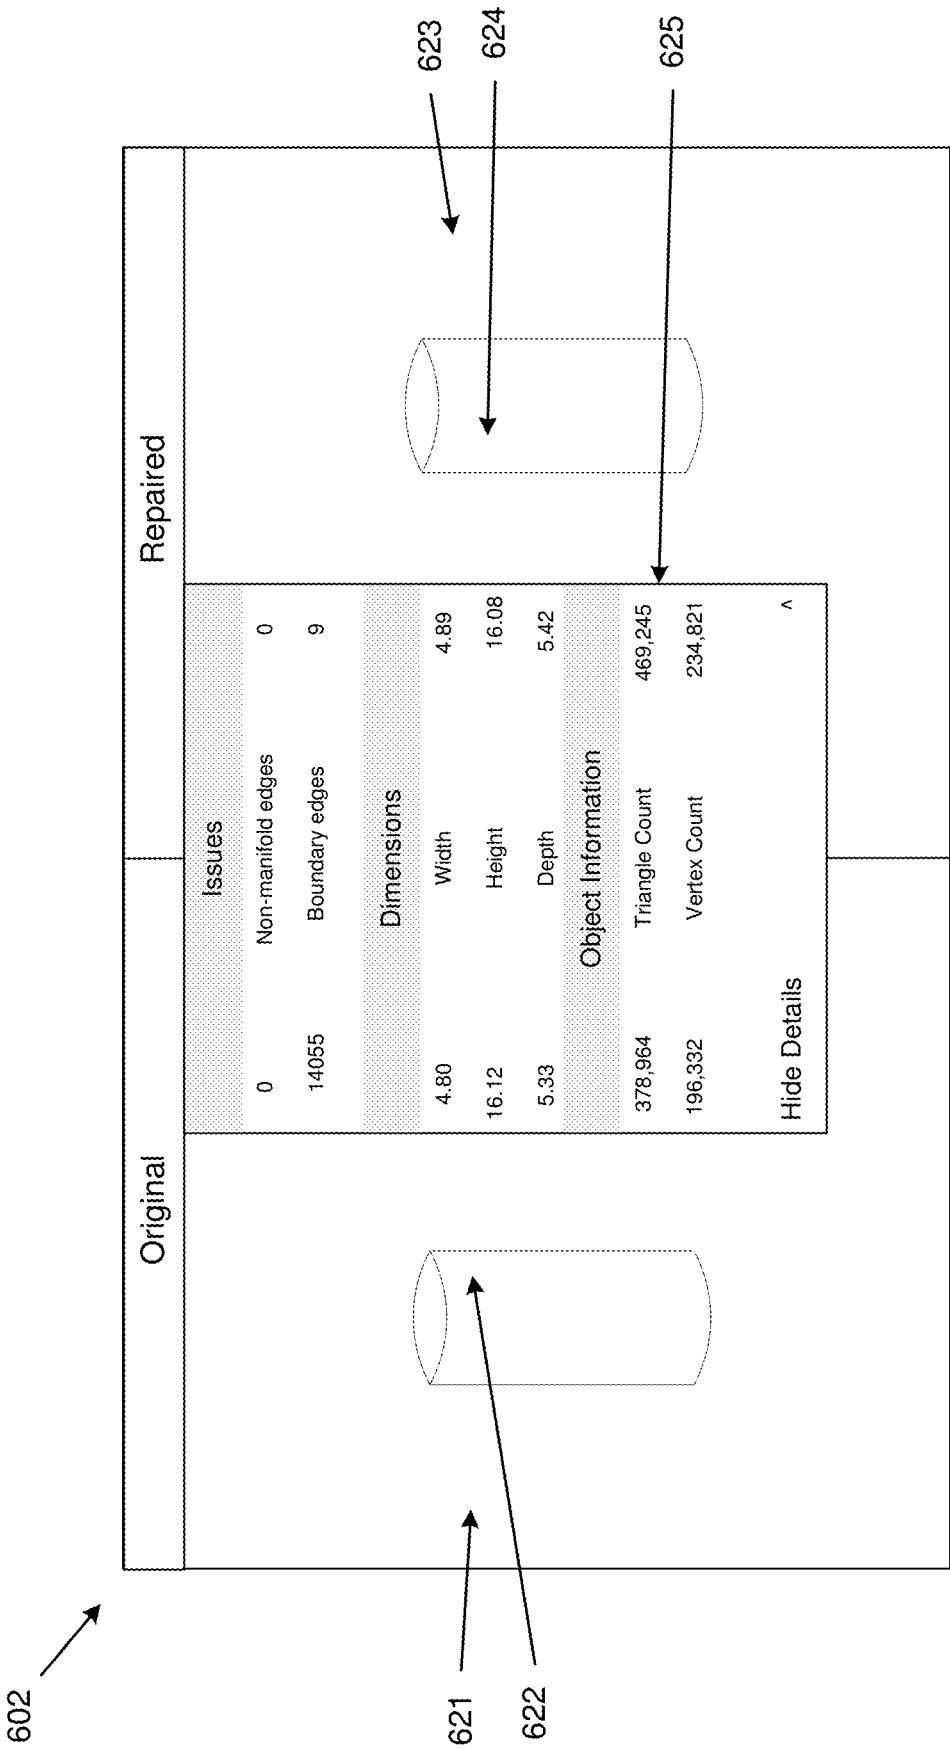 602
Original Repaired
Issues
0 Non-manifold edges 0
14055 Boundary edges 9
Dimensions
4.80 Width 4.89
16.12 Height 16.08
5.33 Depth 5.42
Object Information
378,964 Triangle Count 469,245
196,332 Vertex Count 234,821
Hide Details ^
621
622
623
624
625